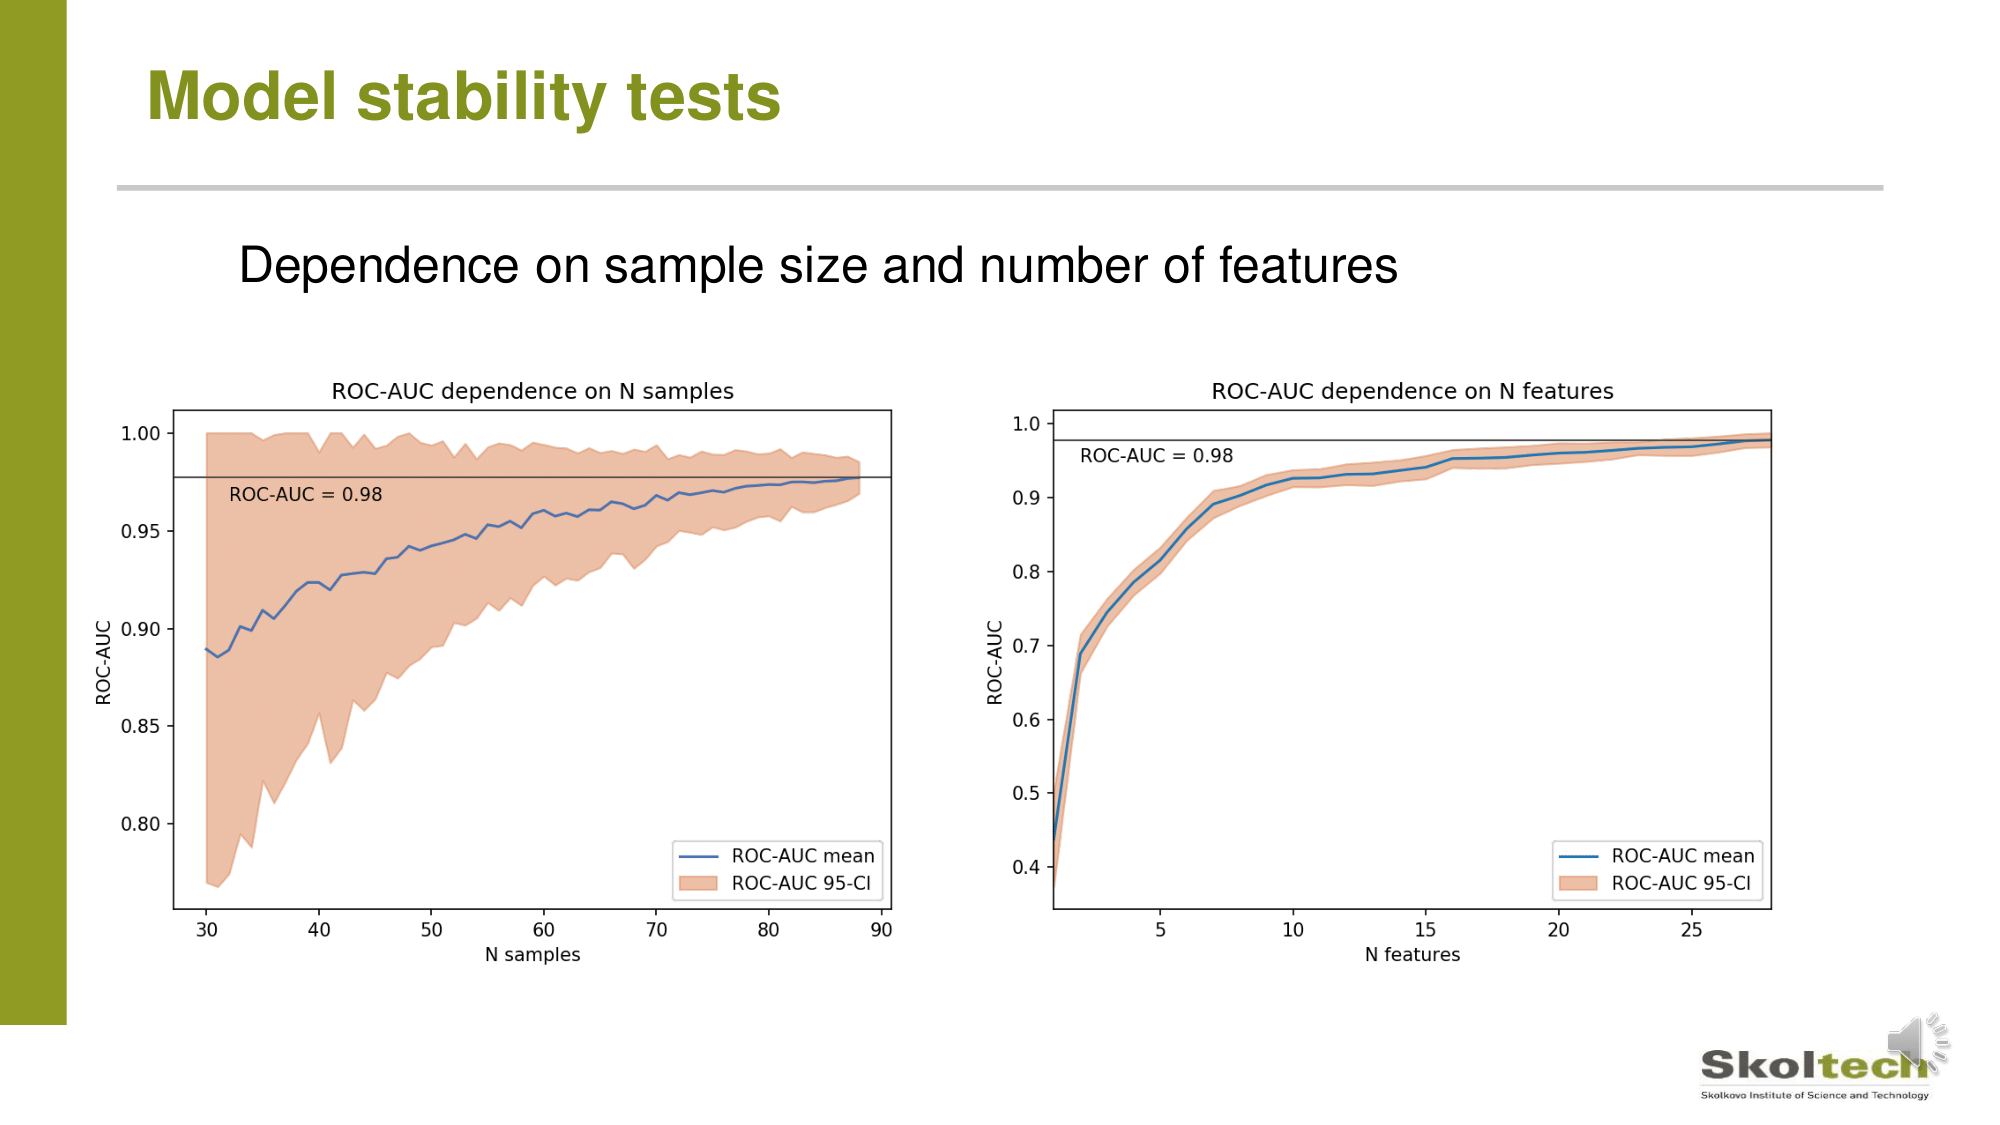 Model stability tests
Dependence on sample size and number of features
ROC-AUC dependence on N samples
1.00
0.95
0.90
0.85
0.80
ROC-AUC
ROC-AUC = 0.98
ROC-AUC mean
ROC-AUC 95-CI
30 40 50 60 70 80 90
N samples
ROC-AUC dependence on N features
1.0
0.9
0.8
0.7
0.6
0.5
0.4
ROC-AUC
ROC-AUC = 0.98
ROC-AUC mean
ROC-AUC 95-CI
5 10 15 20 25
N features
Skoltech
Skolkovo Institute of Science and Technology